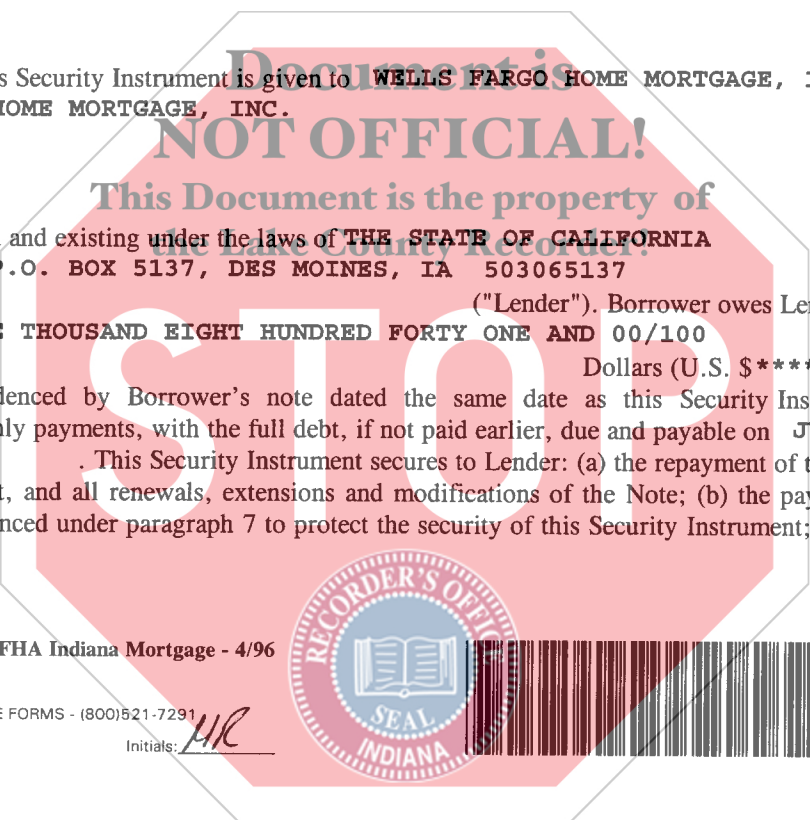 Document is
s Security Instrument is given to WELLS FARGO HOME MORTGAGE,
HOME MORTGAGE, INC.
NOT OFFICIAL!
This Document is the property of
and existing under the laws of THE STATE OF CALIFORNIA
the Lake County Recorder!
P.O. BOX 5137, DES MOINES, IA 503065137
("Lender"). Borrower owes Len
THOUSAND EIGHT HUNDRED FORTY ONE AND 00/100
Dollars (U.S. $****
STOP
denced by Borrower's note dated the same date as this Security Ins
nly payments, with the full debt, if not paid earlier, due and payable on J
. This Security Instrument secures to Lender: (a) the repayment of t
t, and all renewals, extensions and modifications of the Note; (b) the pay
nced under paragraph 7 to protect the security of this Security Instrument;
RECORDER'S OFFICE
FHA Indiana Mortgage - 4/96
SEAL
E FORMS - (800)521-7291
Initials: MR
INDIANA